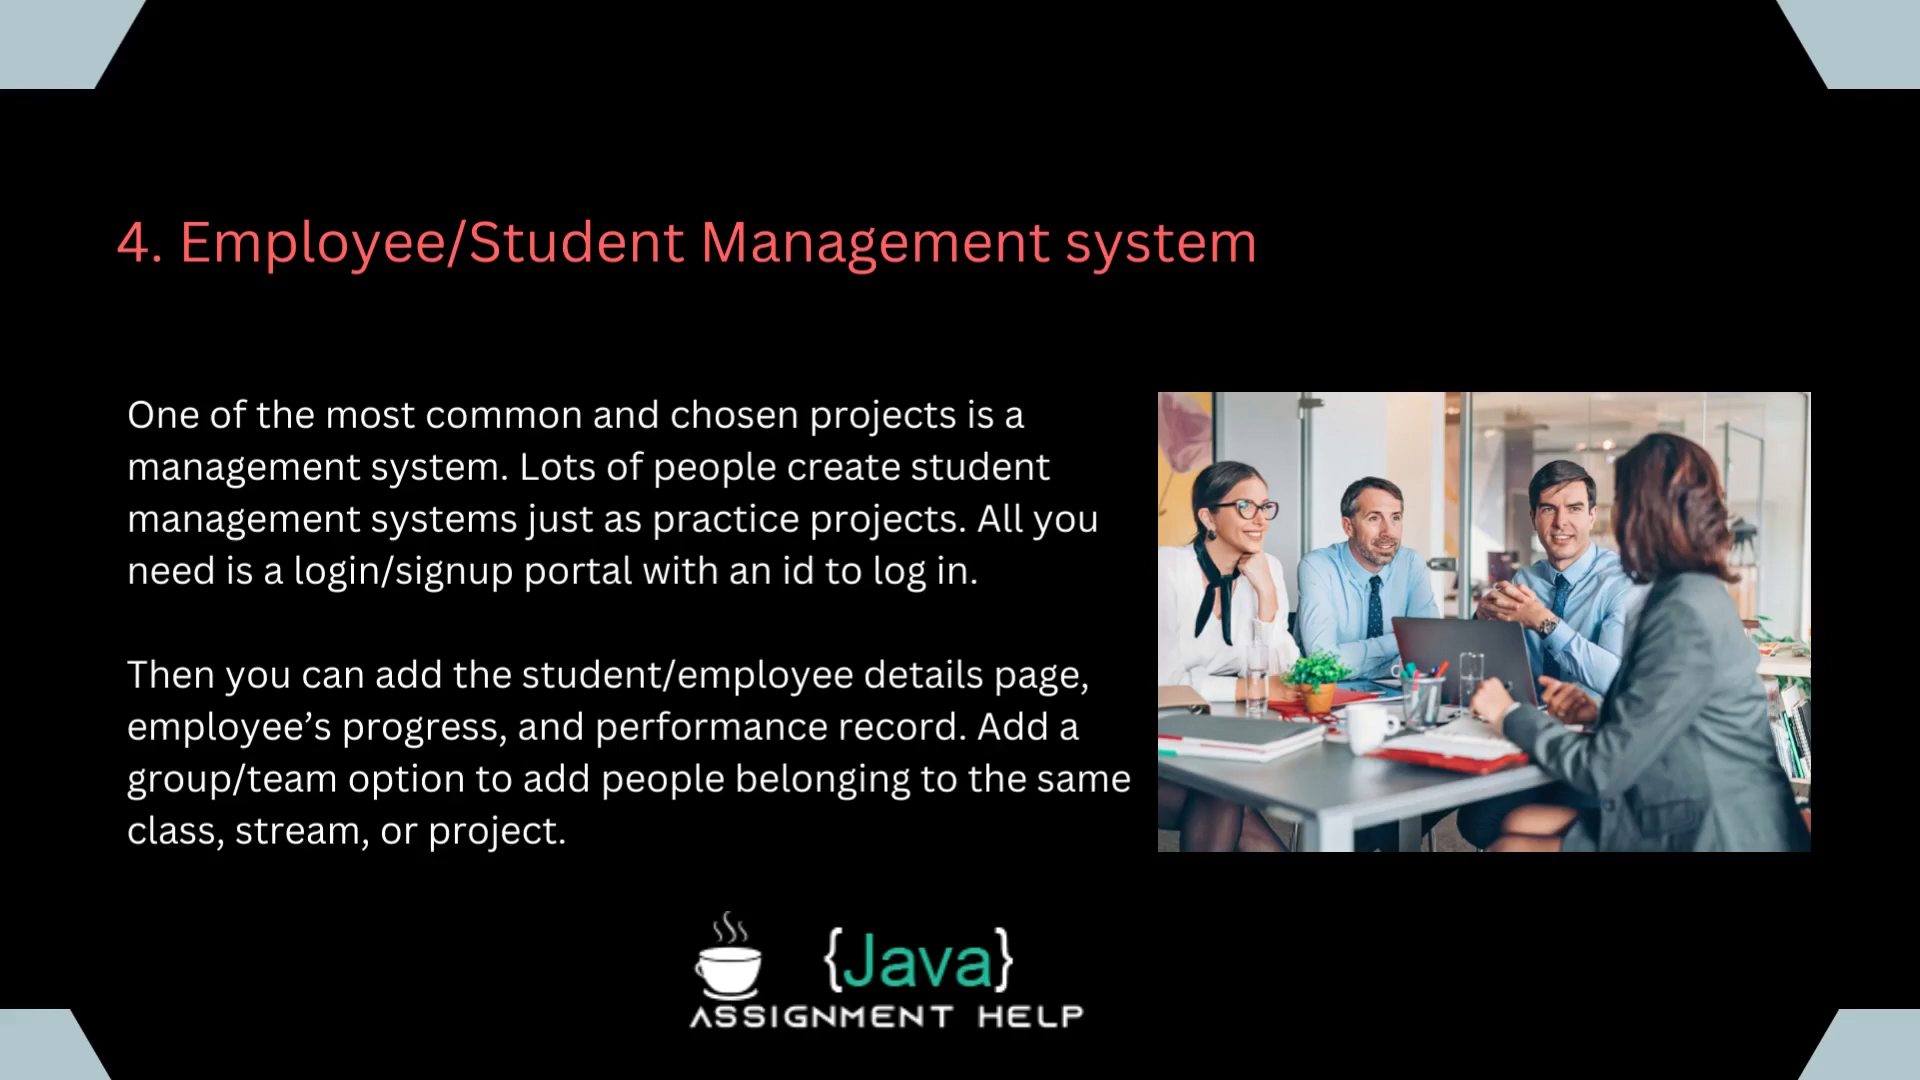 4. Employee/Student Management system
One of the most common and chosen projects is a
management system. Lots of people create student
management systems just as practice projects. All you
need is a login/signup portal with an id to log in.
Then you can add the student/employee details page,
employee’s progress, and performance record. Add a
group/team option to add people belonging to the same
class, stream, or project.
{Java}
ASSIGNMENT HELP